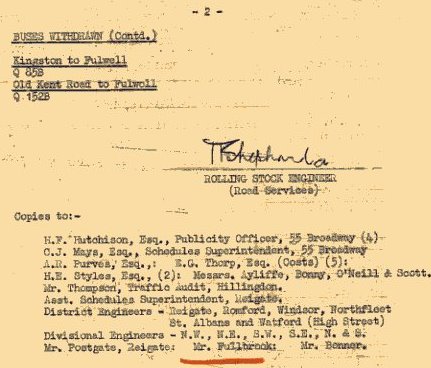 - 2 -
BUSES WITHDRAWN (Contd.)
Kingston to Fulwell
Q 85B
Old Kent Road to Fulwell
Q 152B
ROLLING STOCK ENGINEER
(Road Services)
Copies to:-
H.F. Hutchison, Esq., Publicity Officer, 55 Broadway (4)
C.J. Mays, Esq., Schedules Superintendent, 55 Broadway
A.R. Purves, Esq.,: E.G. Thorp, Esq. (Costs) (5):
H.E. Styles, Esq., (2): Messrs. Ayliffe, Bonny, O'Neill & Scott.
Mr. Thompson, Traffic Audit, Hillingdon.
Asst. Schedules Superintendent, Reigate.
District Engineers - Reigate, Romford, Windsor, Northfleet
St. Albans and Watford (High Street)
Divisional Engineers - N.W., N.E., S.W., S.E., N. & S.
Mr. Postgate, Reigate: Mr. Fullbrook: Mr. Bonner.